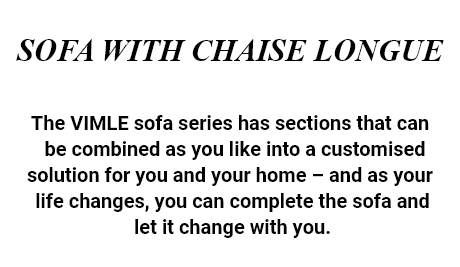 SOFA WITH CHAISE LONGUE
The VIMLE sofa series has sections that can
be combined as you like into a customised
solution for you and your home – and as your
life changes, you can complete the sofa and
let it change with you.